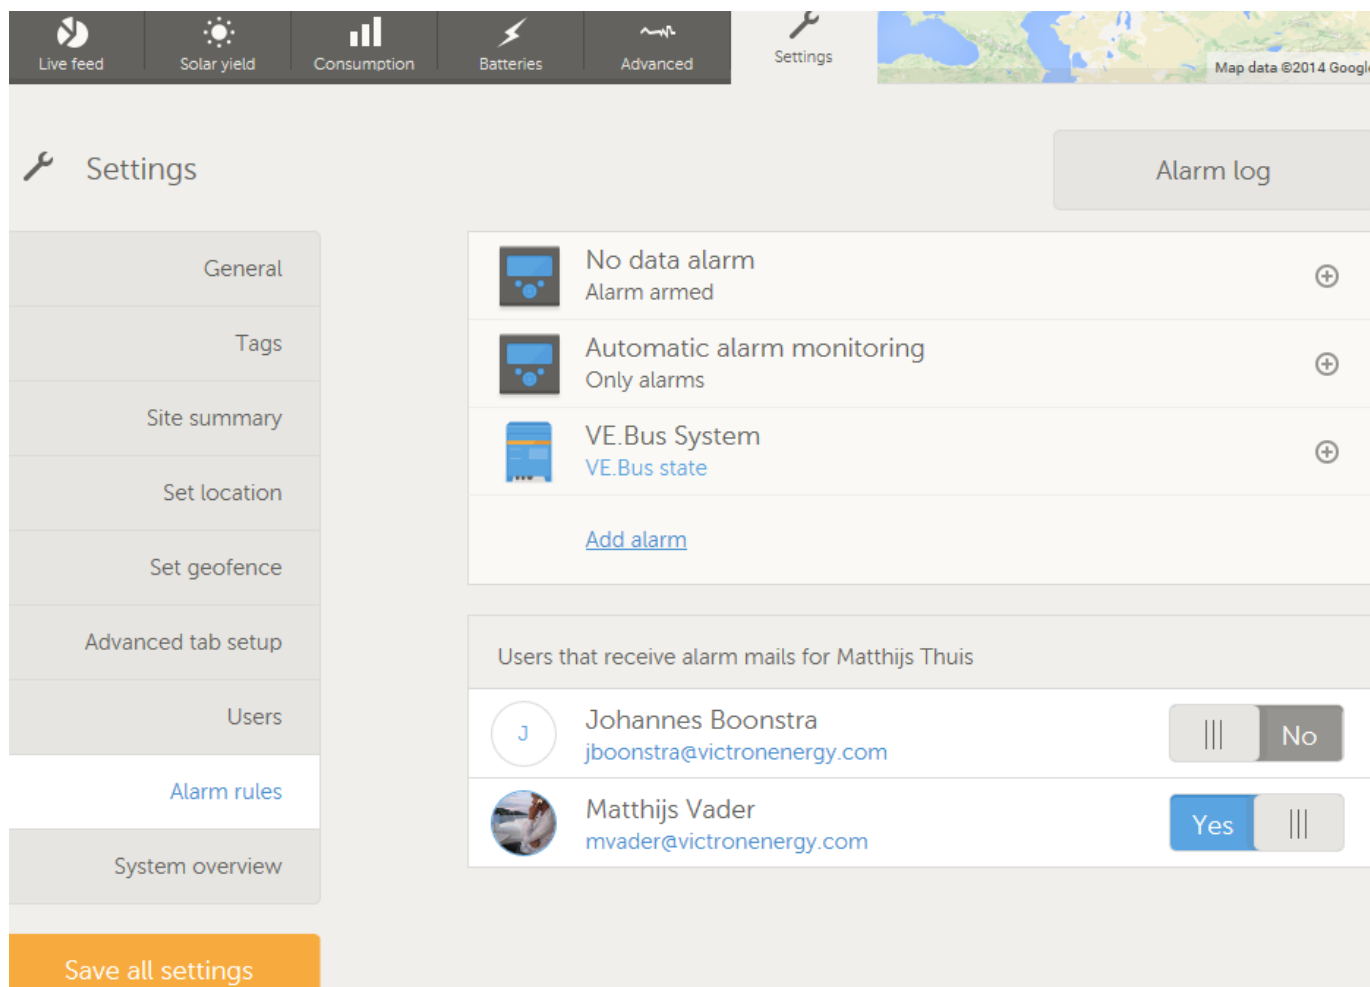 Live feed
Solar yield
Consumption
Batteries
Advanced
Settings
Map data ©2014 Google
Settings
Alarm log
General
Tags
Site summary
Set location
Set geofence
Advanced tab setup
Users
Alarm rules
System overview
Save all settings
No data alarm
Alarm armed
Automatic alarm monitoring
Only alarms
VE.Bus System
VE.Bus state
Add alarm
Users that receive alarm mails for Matthijs Thuis
J
Johannes Boonstra
No
jboonstra@victronenergy.com
Matthijs Vader
Yes
mvader@victronenergy.com